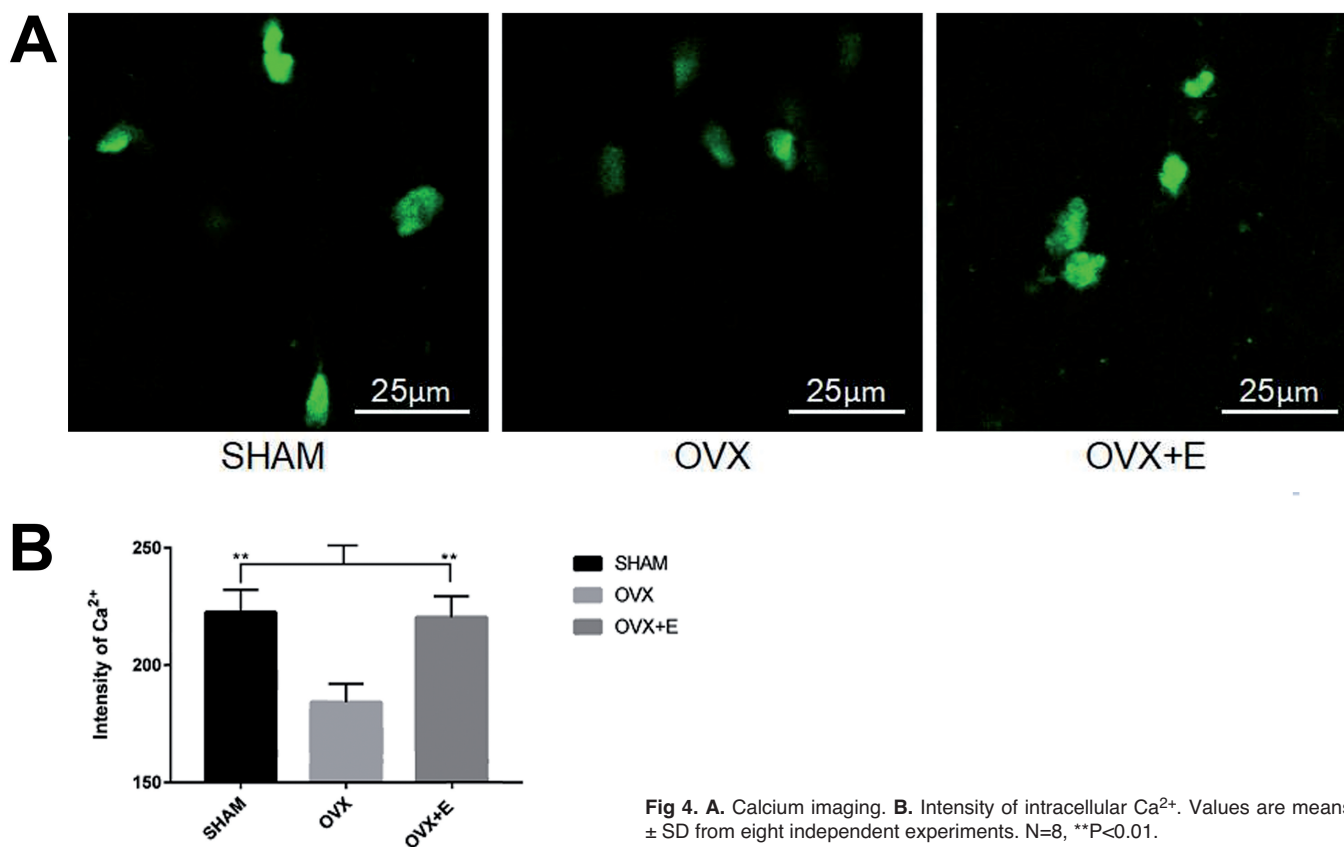 A
25µm
25µm
25µm
SHAM
OVX
OVX+E
B
250
200
150
Intensity of Ca²⁺
**
**
SHAM
OVX
OVX+E
SHAM
OVX
OVX+E
Fig 4. A. Calcium imaging. B. Intensity of intracellular Ca²⁺. Values are means
± SD from eight independent experiments. N=8, **P<0.01.